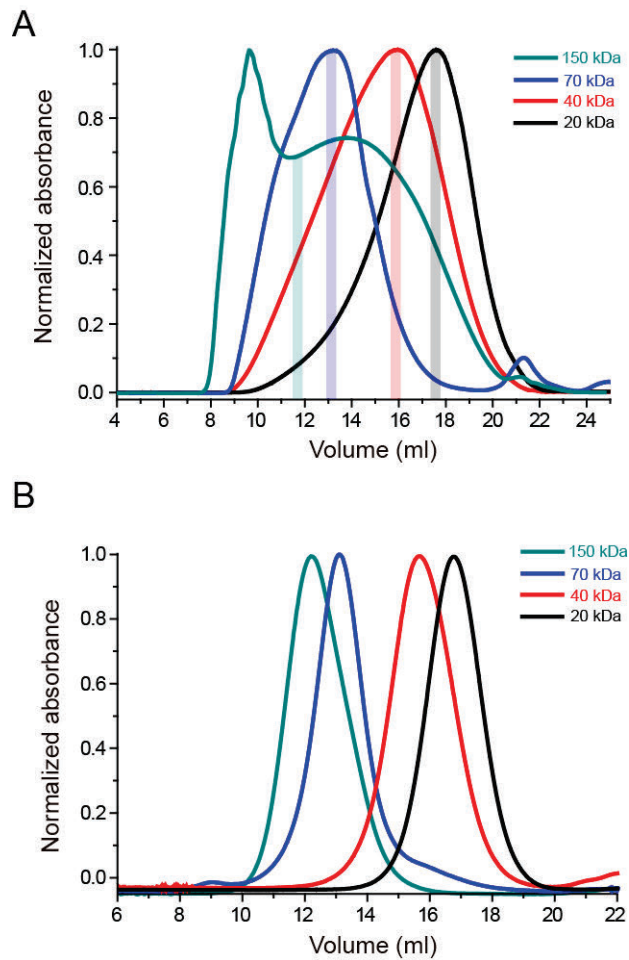 A
Normalized absorbance
1.0
0.8
0.6
0.4
0.2
0.0
150 kDa
70 kDa
40 kDa
20 kDa
4 6 8 10 12 14 16 18 20 22 24
Volume (ml)
B
Normalized absorbance
1.0
0.8
0.6
0.4
0.2
0.0
150 kDa
70 kDa
40 kDa
20 kDa
6 8 10 12 14 16 18 20 22
Volume (ml)